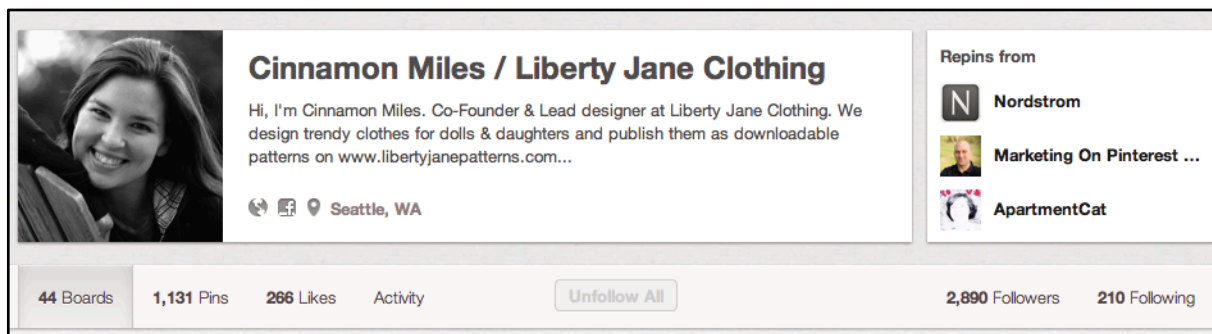 Cinnamon Miles / Liberty Jane Clothing
Hi, I'm Cinnamon Miles. Co-Founder & Lead designer at Liberty Jane Clothing. We
design trendy clothes for dolls & daughters and publish them as downloadable
patterns on www.libertyjanepatterns.com...
Seattle, WA
Repins from
N Nordstrom
Marketing On Pinterest ...
ApartmentCat
44 Boards 1,131 Pins 266 Likes Activity Unfollow All 2,890 Followers 210 Following